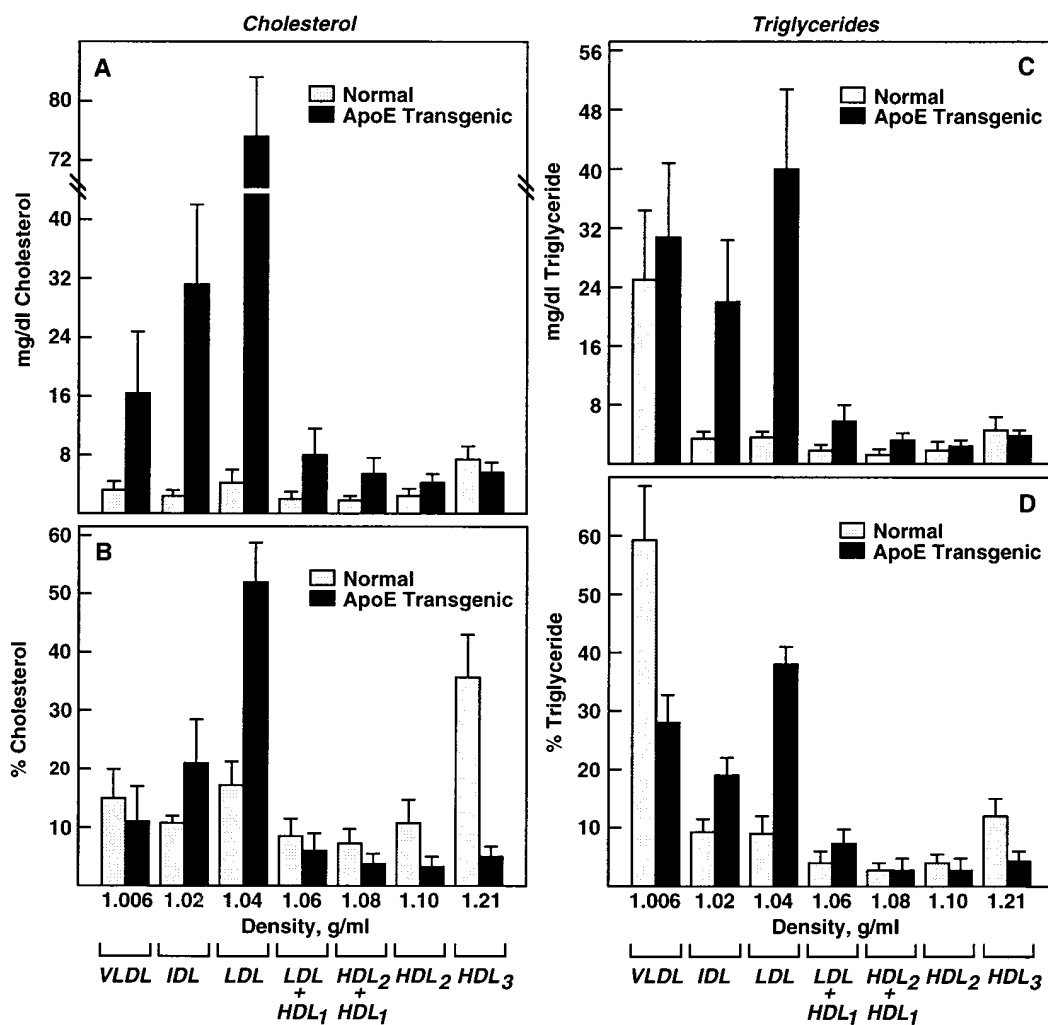 Cholesterol
A
Normal
ApoE Transgenic
80
72
40
32
24
16
8
mg/dl Cholesterol
B
Normal
ApoE Transgenic
60
50
40
30
20
10
% Cholesterol
1.006 1.02 1.04 1.06 1.08 1.10 1.21
Density, g/ml
VLDL IDL LDL LDL + HDL1 HDL2 + HDL1 HDL2 HDL3
Triglycerides
C
Normal
ApoE Transgenic
56
48
40
32
24
16
8
mg/dl Triglyceride
D
Normal
ApoE Transgenic
60
50
40
30
20
10
% Triglyceride
1.006 1.02 1.04 1.06 1.08 1.10 1.21
Density, g/ml
VLDL IDL LDL LDL + HDL1 HDL2 + HDL1 HDL2 HDL3